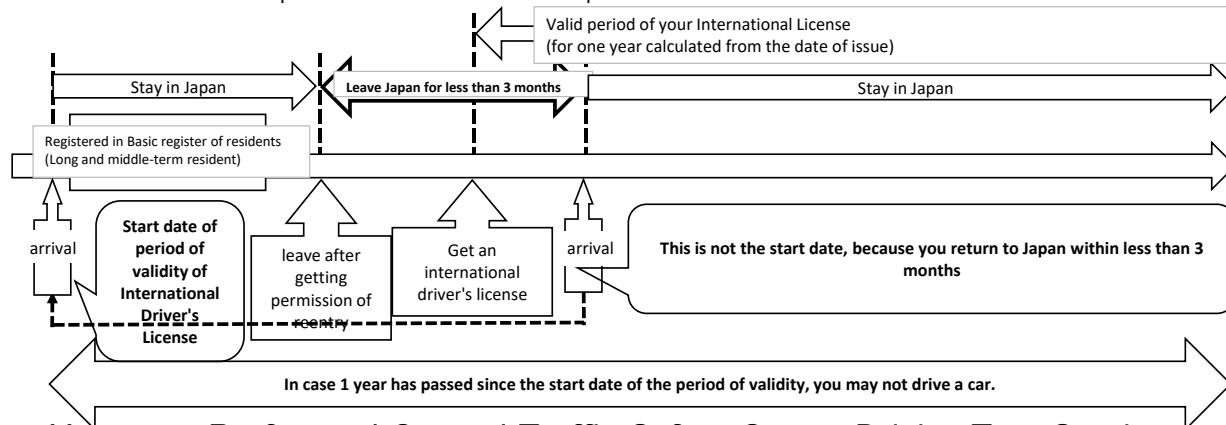 Valid period of your International License
(for one year calculated from the date of issue)
Stay in Japan
Leave Japan for less than 3 months
Stay in Japan
Registered in Basic register of residents
(Long and middle-term resident)
arrival
Start date of
period of
validity of
International
Driver's
License
leave after
getting
permission of
reentry
Get an
international
driver's license
arrival
This is not the start date, because you return to Japan within less than 3
months
In case 1 year has passed since the start date of the period of validity, you may not drive a car.